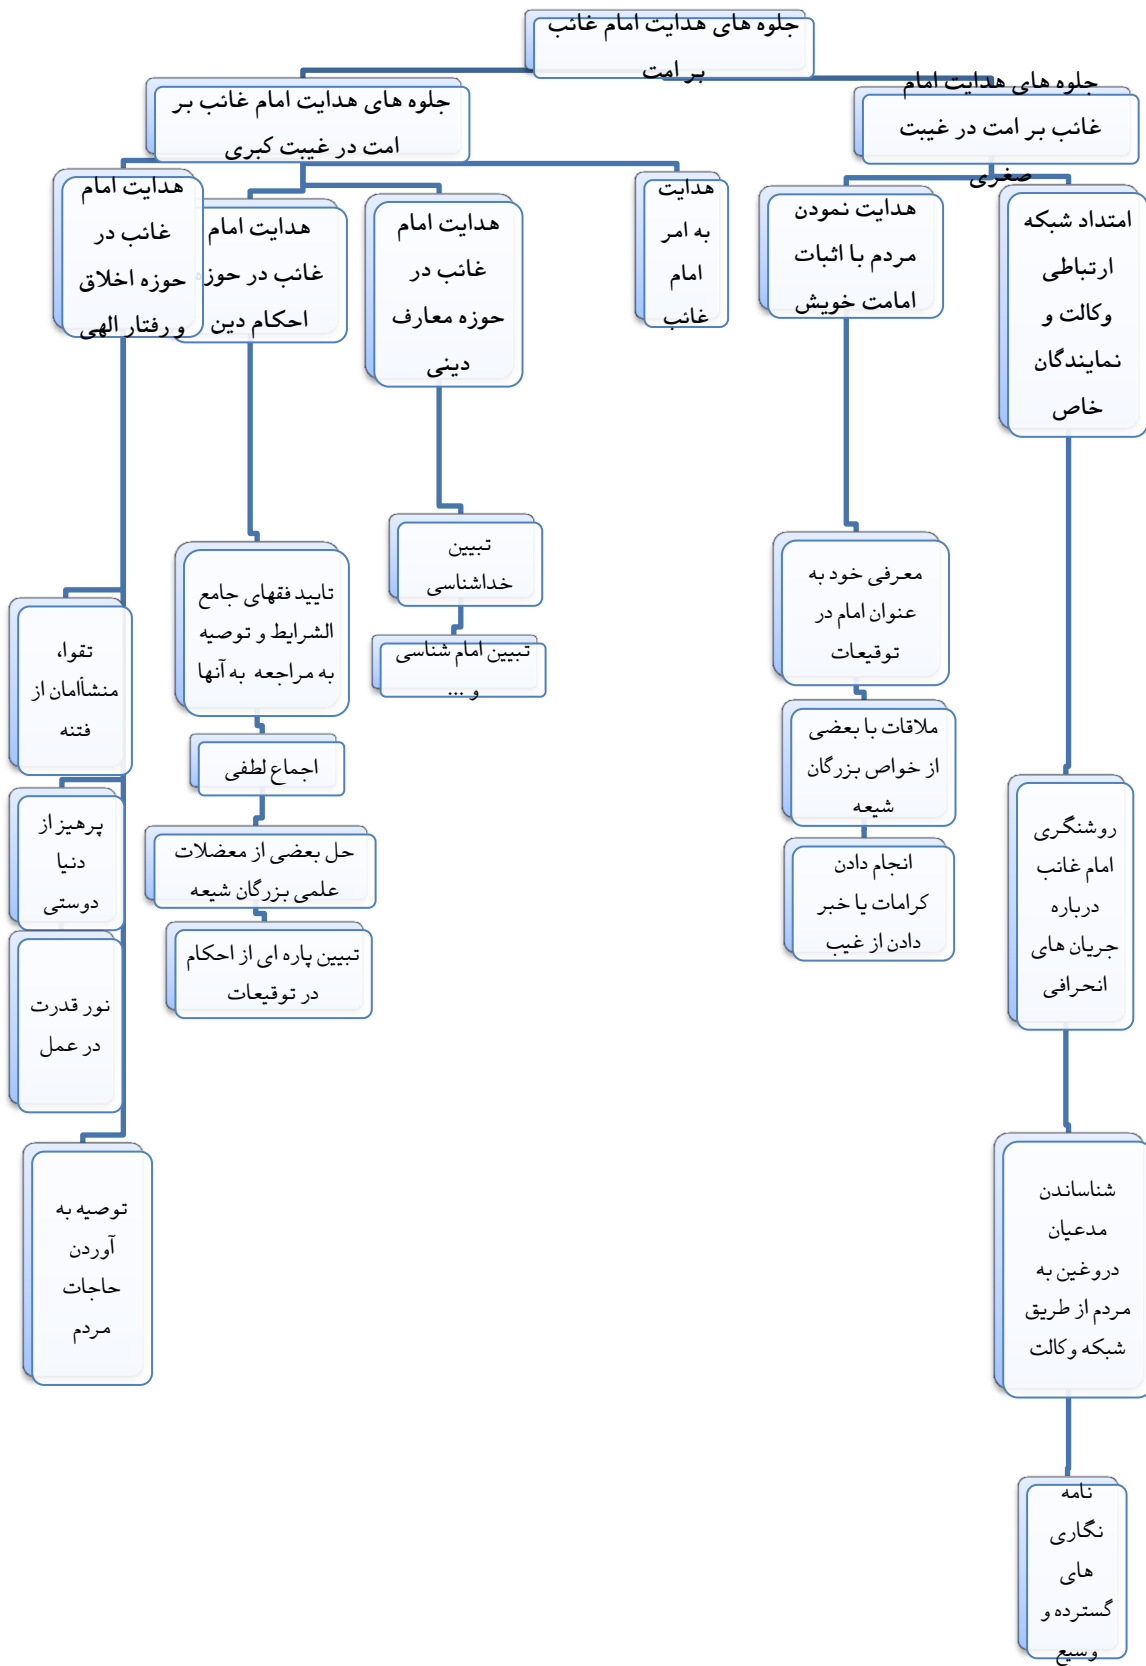 جلوه های هدایت امام غائب
بر امت
جلوه های هدایت امام
غائب بر امت در غیبت
صغری
جلوه های هدایت امام غائب بر
امت در غیبت کبری
امتداد شبکه
ارتباطی
وکالت و
نمایندگان
خاص
روشنگری
امام غانب
درباره
جریان های
انحرافی
شناساندن
مدعیان
دروغین به
مردم از طریق
شبکه وکالت
نامه
نگاری
های
گسترده و
وسیع
هدایت نمودن
مردم با اثبات
امامت خویش
معرفی خود به
عنوان امام در
توقیعات
ملاقات با بعضی
از خواص بزرگان
شیعه
انجام دادن
کرامات یا خبر
دادن از غیب
هدایت
به امر
امام
غائب
هدایت امام
غائب در
حوزه معارف
دینی
تبیین
خداشناسی
تبیین امام شناسی
و ...
هدایت امام
غائب در حوزه
احکام دین
تایید فقهای جامع
الشرایط و توصیه
به مراجعه به آنها
اجماع لطفی
حل بعضی از معضلات
علمی بزرگان شیعه
تبیین پاره ای از احکام
در توقیعات
هدایت امام
غائب در
حوزه اخلاق
و رفتار الهی
تقوا،
منشأامان از
فتنه
پرهیز از
دنیا
دوستی
نور قدرت
در عمل
توصیه به
آوردن
حاجات
مردم